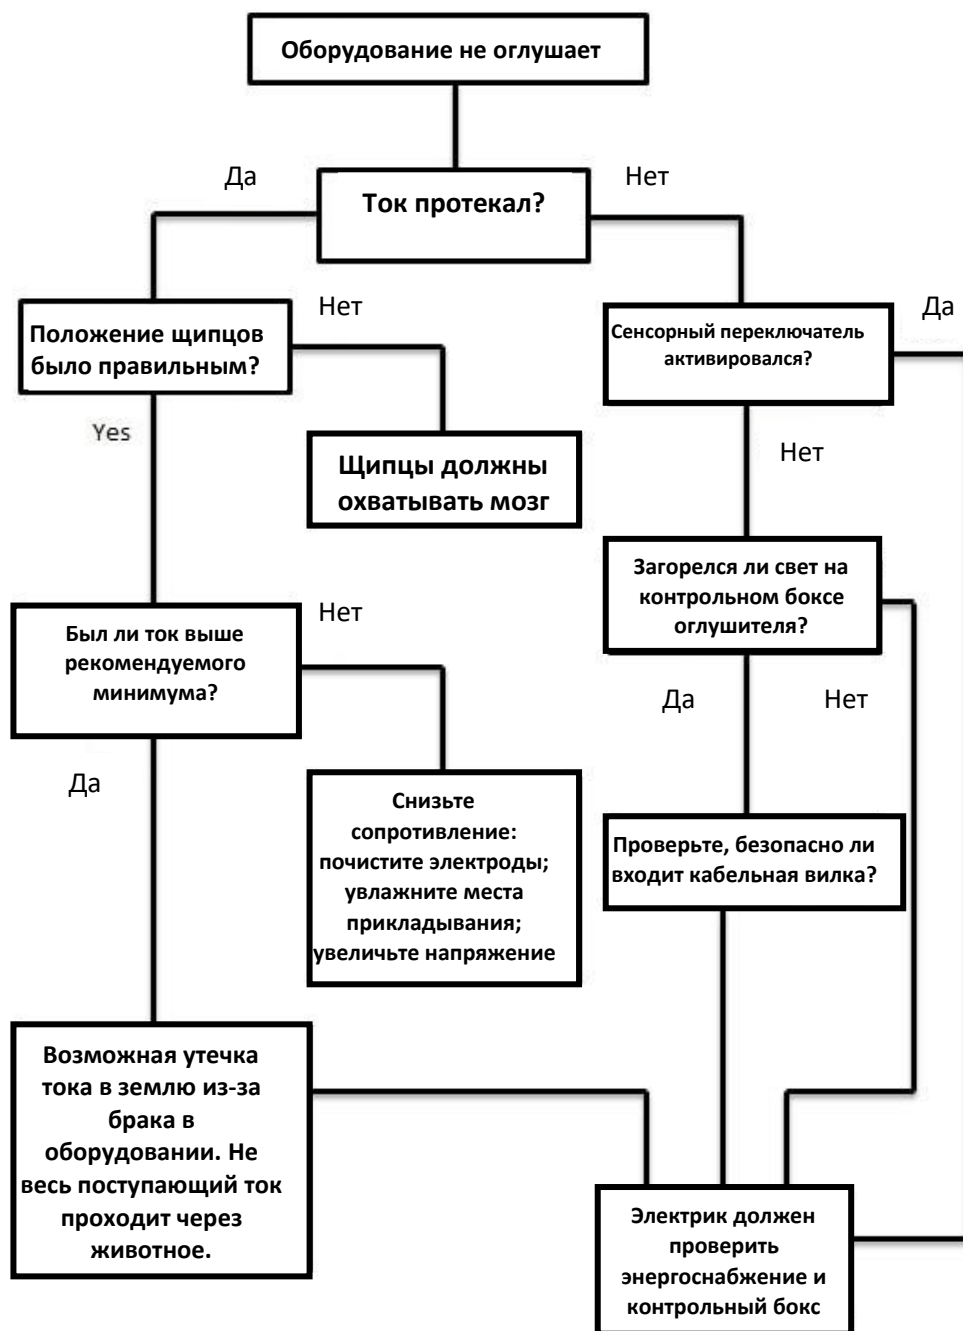 Оборудование не оглушает
Да
Нет
Ток протекал?
Нет
Да
Положение щипцов
было правильным?
Сенсорный переключатель
активировался?
Yes
Нет
Щипцы должны
охватывать мозг
Загорелся ли свет на
контрольном боксе
оглушителя?
Нет
Был ли ток выше
рекомендуемого
минимума?
Да
Нет
Да
Снизьте
сопротивление:
почистите электроды;
увлажните места
прикладывания;
увеличьте напряжение
Проверьте, безопасно ли
входит кабельная вилка?
Возможная утечка
тока в землю из-за
брака в
оборудовании. Не
весь поступающий ток
проходит через
животное.
Электрик должен
проверить
энергоснабжение и
контрольный бокс